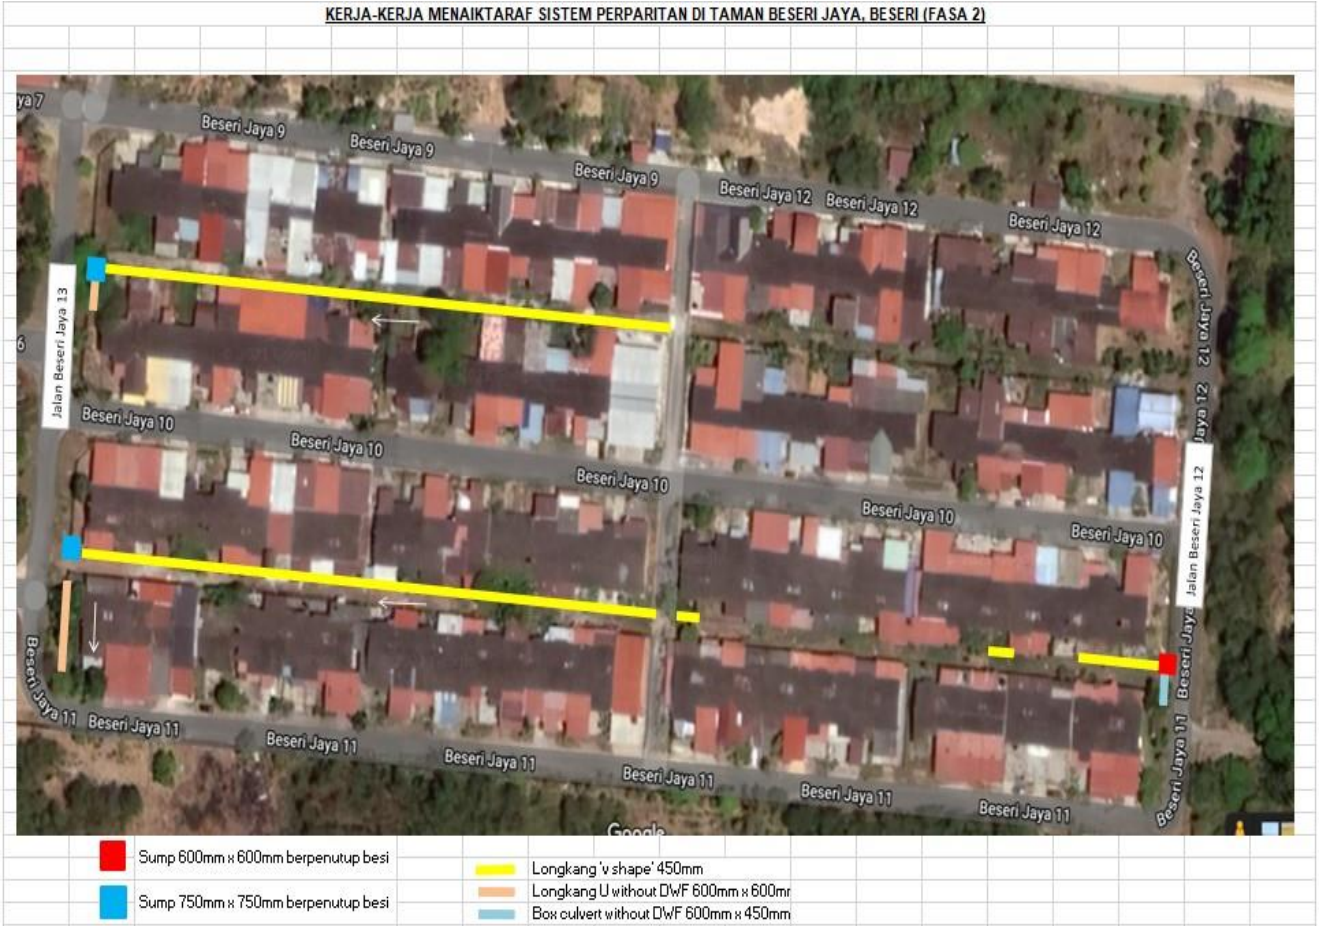 KERJA-KERJA MENAIKTARAF SISTEM PERPARITAN DI TAMAN BESERI JAYA, BESERI (FASA 2)
ya 7
Beseri Jaya 9
Beseri Jaya 9
Beseri Jaya 9
Beseri Jaya 12
Beseri Jaya 12
Beseri Jaya 12
Beseri Jaya 12
Jalan Beseri Jaya 13
6
Jaya 12
Beseri Jaya 10
Beseri Jaya 10
Beseri Jaya 10
Beseri Jaya 10
Beseri Jaya 10
Jalan Beseri Jaya 12
Beseri Jaya
Beseri Jaya 11
Beseri Jaya 11
Beseri Jaya 11
Beseri Jaya 11
Beseri Jaya 11
Beseri Jaya 11
Beseri Jaya 11
Beseri Jaya 11
Google
Sump 600mm x 600mm berpenutup besi
Sump 750mm x 750mm berpenutup besi
Longkang 'v shape' 450mm
Longkang U without DWF 600mm x 600mm
Box culvert without DWF 600mm x 450mm